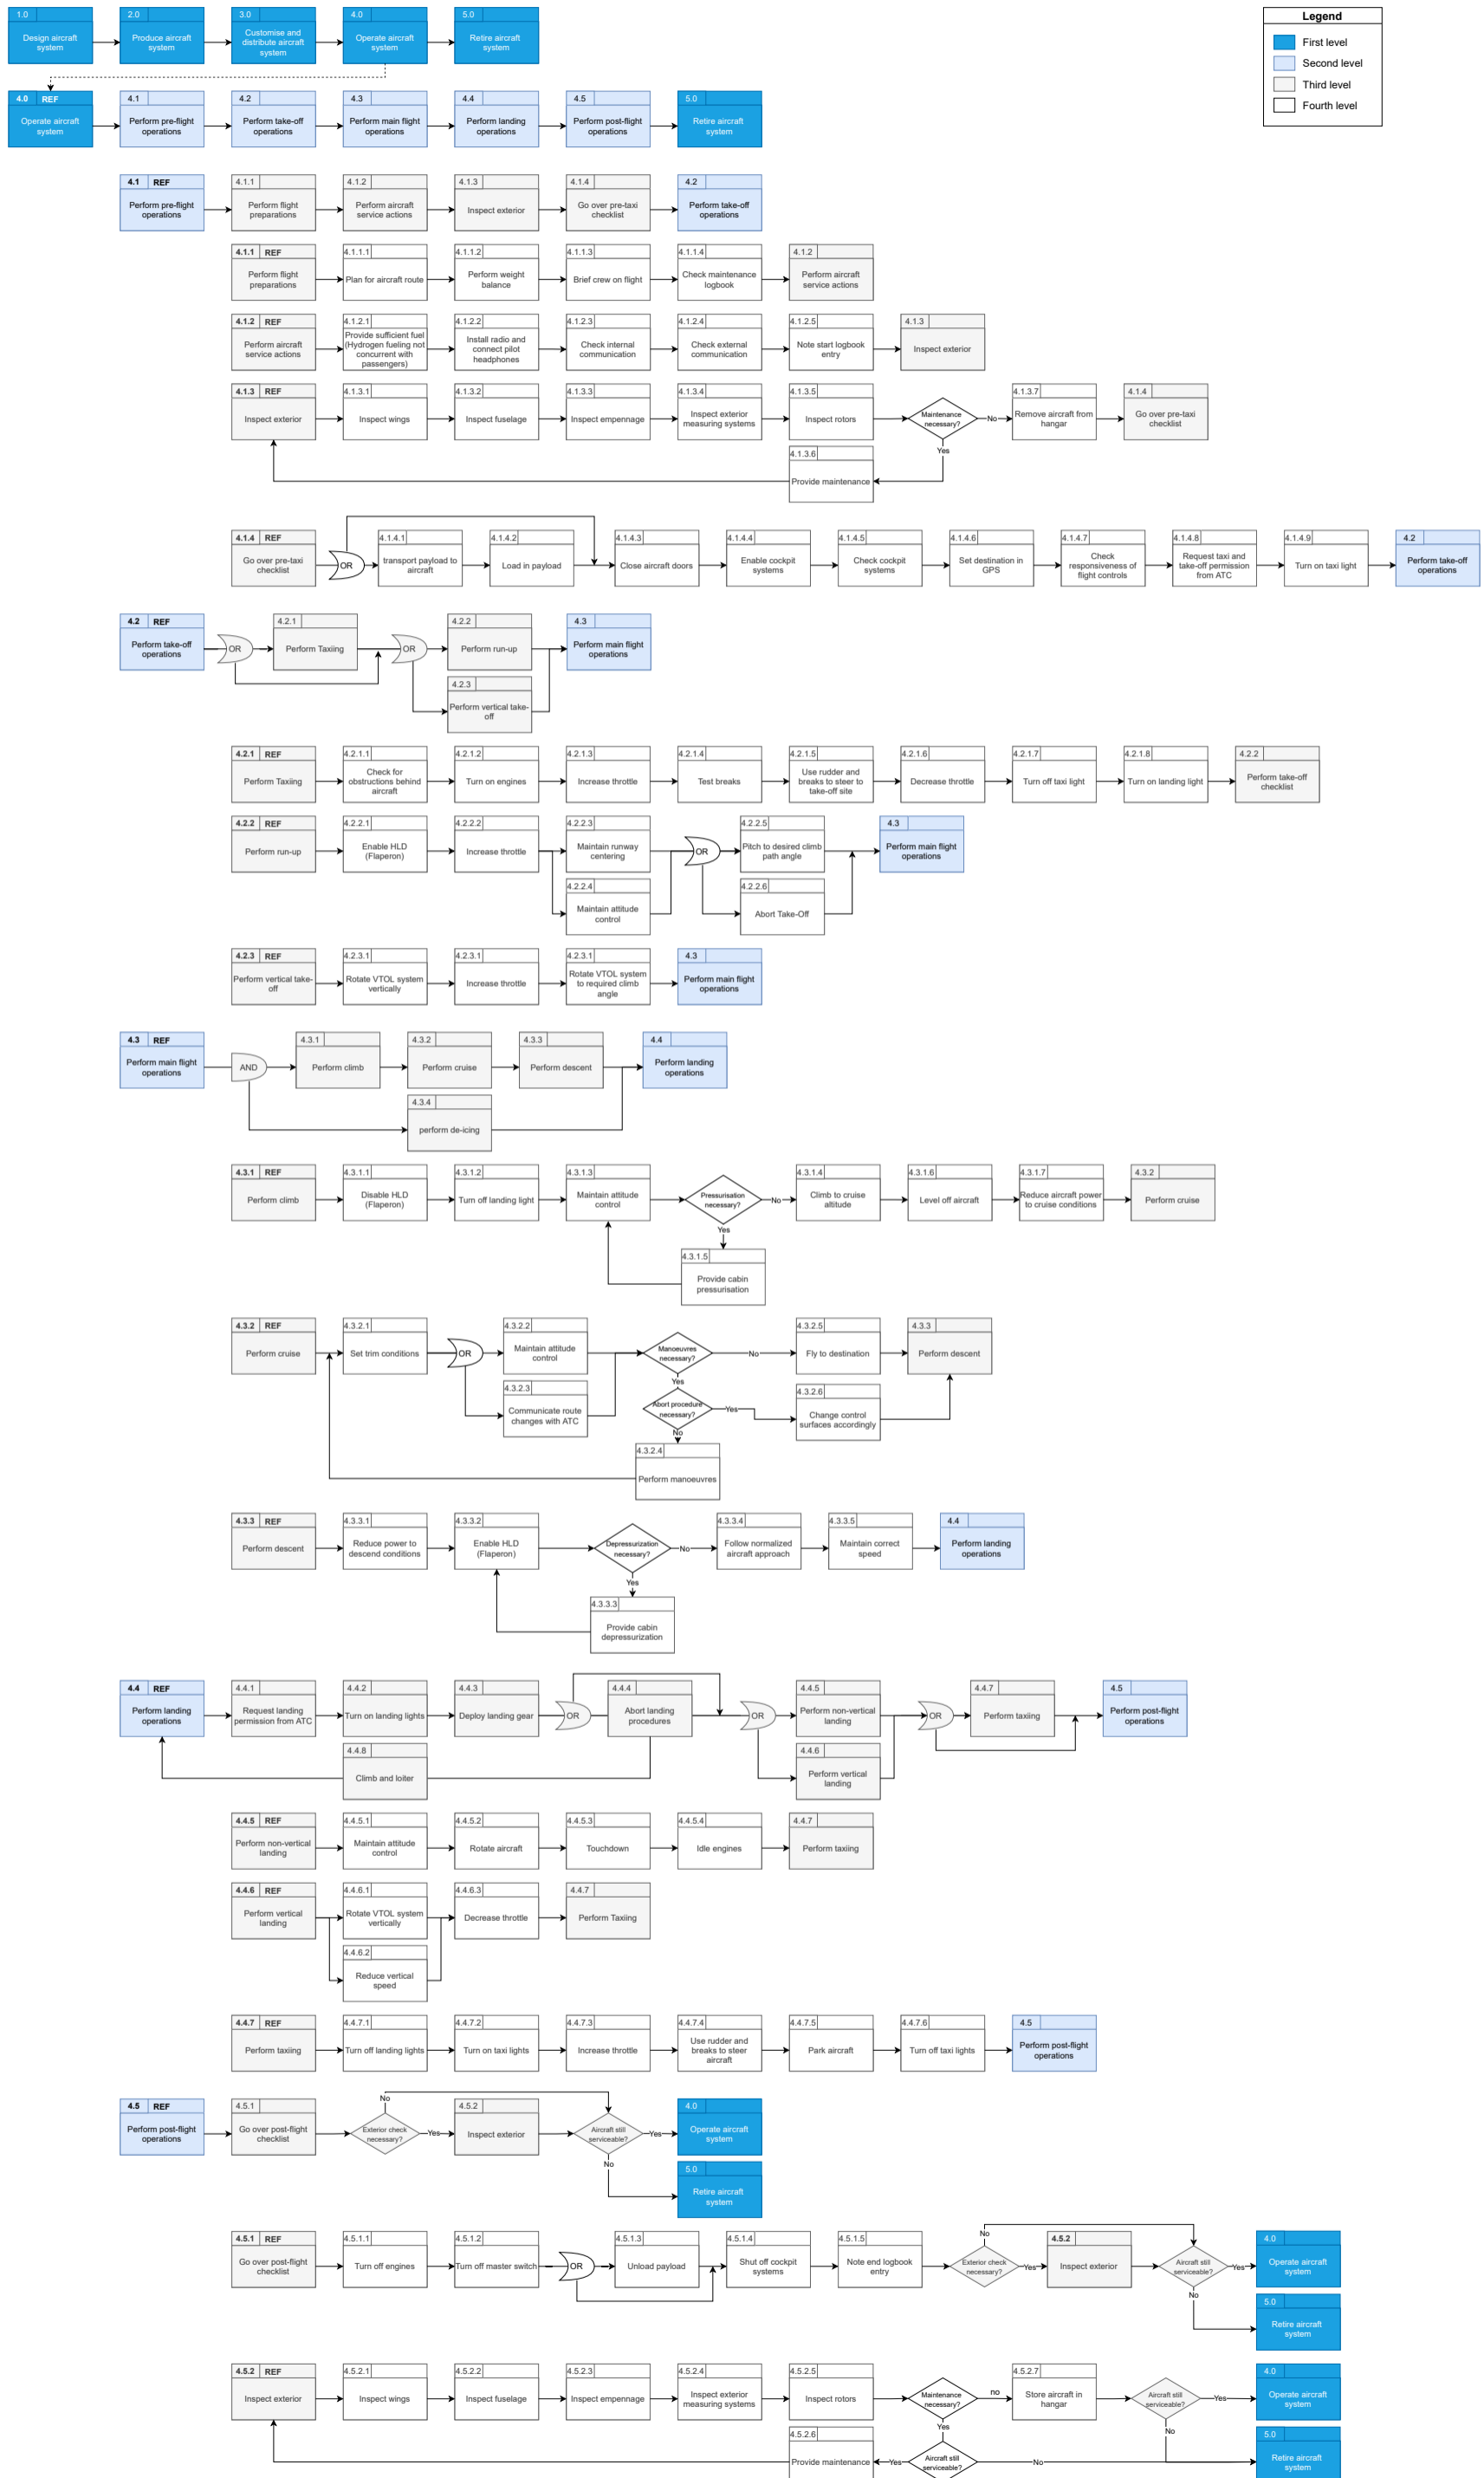 1.0
Design aircraft
system
2.0
Produce aircraft
system
3.0
Customise and
distribute aircraft
system
4.0
Operate aircraft
system
5.0
Retire aircraft
system
Legend
First level
Second level
Third level
Fourth level
4.0 REF
Operate aircraft
system
4.1
Perform pre-flight
operations
4.2
Perform take-off
operations
4.3
Perform main flight
operations
4.4
Perform landing
operations
4.5
Perform post-flight
operations
5.0
Retire aircraft
system
4.1 REF
Perform pre-flight
operations
4.1.1
Perform flight
preparations
4.1.2
Perform aircraft
service actions
4.1.3
Inspect exterior
4.1.4
Go over pre-taxi
checklist
4.2
Perform take-off
operations
4.1.1 REF
Perform flight
preparations
4.1.1.1
Plan for aircraft route
4.1.1.2
Perform weight
balance
4.1.1.3
Brief crew on flight
4.1.1.4
Check maintenance
logbook
4.1.2
Perform aircraft
service actions
4.1.2 REF
Perform aircraft
service actions
4.1.2.1
Provide sufficient fuel
(Hydrogen fueling not
concurrent with
passengers)
4.1.2.2
Install radio and
connect pilot
headphones
4.1.2.3
Check internal
communication
4.1.2.4
Check external
communication
4.1.2.5
Note start logbook
entry
4.1.3
Inspect exterior
4.1.3 REF
Inspect exterior
4.1.3.1
Inspect wings
4.1.3.2
Inspect fuselage
4.1.3.3
Inspect empennage
4.1.3.4
Inspect exterior
measuring systems
4.1.3.5
Inspect rotors
Maintenance
necessary?
No
Yes
4.1.3.7
Remove aircraft from
hangar
4.1.4
Go over pre-taxi
checklist
4.1.3.6
Provide maintenance
4.1.4 REF
Go over pre-taxi
checklist
OR
4.1.4.1
transport payload to
aircraft
4.1.4.2
Load in payload
4.1.4.3
Close aircraft doors
4.1.4.4
Enable cockpit
systems
4.1.4.5
Check cockpit
systems
4.1.4.6
Set destination in
GPS
4.1.4.7
Check
responsiveness of
flight controls
4.1.4.8
Request taxi and
take-off permission
from ATC
4.1.4.9
Turn on taxi light
4.2
Perform take-off
operations
4.2 REF
Perform take-off
operations
OR
4.2.1
Perform Taxiing
OR
4.2.2
Perform run-up
4.3
Perform main flight
operations
4.2.3
Perform vertical take-
off
4.2.1 REF
Perform Taxiing
4.2.1.1
Check for
obstructions behind
aircraft
4.2.1.2
Turn on engines
4.2.1.3
Increase throttle
4.2.1.4
Test breaks
4.2.1.5
Use rudder and
breaks to steer to
take-off site
4.2.1.6
Decrease throttle
4.2.1.7
Turn off taxi light
4.2.1.8
Turn on landing light
4.2.2
Perform take-off
checklist
4.2.2 REF
Perform run-up
4.2.2.1
Enable HLD
(Flaperon)
4.2.2.2
Increase throttle
4.2.2.3
Maintain runway
centering
4.2.2.4
Maintain attitude
control
OR
4.2.2.5
Pitch to desired climb
path angle
4.2.2.6
Abort Take-Off
4.3
Perform main flight
operations
4.2.3 REF
Perform vertical take-
off
4.2.3.1
Rotate VTOL system
vertically
4.2.3.1
Increase throttle
4.2.3.1
Rotate VTOL system
to required climb
angle
4.3
Perform main flight
operations
4.3 REF
Perform main flight
operations
AND
4.3.1
Perform climb
4.3.2
Perform cruise
4.3.3
Perform descent
4.4
Perform landing
operations
4.3.4
perform de-icing
4.3.1 REF
Perform climb
4.3.1.1
Disable HLD
(Flaperon)
4.3.1.2
Turn off landing light
4.3.1.3
Maintain attitude
control
Pressurisation
necessary?
No
Yes
4.3.1.4
Climb to cruise
altitude
4.3.1.6
Level off aircraft
4.3.1.7
Reduce aircraft power
to cruise conditions
4.3.2
Perform cruise
4.3.1.5
Provide cabin
pressurisation
4.3.2 REF
Perform cruise
4.3.2.1
Set trim conditions
OR
4.3.2.2
Maintain attitude
control
4.3.2.3
Communicate route
changes with ATC
Manoeuvres
necessary?
No
Yes
4.3.2.5
Fly to destination
4.3.3
Perform descent
Abort procedure
necessary?
Yes
No
4.3.2.6
Change control
surfaces accordingly
4.3.2.4
Perform manoeuvres
4.3.3 REF
Perform descent
4.3.3.1
Reduce power to
descend conditions
4.3.3.2
Enable HLD
(Flaperon)
Depressurization
necessary?
No
Yes
4.3.3.4
Follow normalized
aircraft approach
4.3.3.5
Maintain correct
speed
4.4
Perform landing
operations
4.3.3.3
Provide cabin
depressurization
4.4 REF
Perform landing
operations
4.4.1
Request landing
permission from ATC
4.4.2
Turn on landing lights
4.4.3
Deploy landing gear
OR
4.4.4
Abort landing
procedures
OR
4.4.5
Perform non-vertical
landing
4.4.6
Perform vertical
landing
OR
4.4.7
Perform taxiing
4.5
Perform post-flight
operations
4.4.8
Climb and loiter
4.4.5 REF
Perform non-vertical
landing
4.4.5.1
Maintain attitude
control
4.4.5.2
Rotate aircraft
4.4.5.3
Touchdown
4.4.5.4
Idle engines
4.4.7
Perform taxiing
4.4.6 REF
Perform vertical
landing
4.4.6.1
Rotate VTOL system
vertically
4.4.6.3
Decrease throttle
4.4.7
Perform Taxiing
4.4.6.2
Reduce vertical
speed
4.4.7 REF
Perform taxiing
4.4.7.1
Turn off landing lights
4.4.7.2
Turn on taxi lights
4.4.7.3
Increase throttle
4.4.7.4
Use rudder and
breaks to steer
aircraft
4.4.7.5
Park aircraft
4.4.7.6
Turn off taxi lights
4.5
Perform post-flight
operations
4.5 REF
Perform post-flight
operations
4.5.1
Go over post-flight
checklist
No
Exterior check
necessary?
Yes
4.5.2
Inspect exterior
Aircraft still
serviceable?
Yes
No
4.0
Operate aircraft
system
5.0
Retire aircraft
system
4.5.1 REF
Go over post-flight
checklist
4.5.1.1
Turn off engines
4.5.1.2
Turn off master switch
OR
4.5.1.3
Unload payload
4.5.1.4
Shut off cockpit
systems
4.5.1.5
Note end logbook
entry
No
Exterior check
necessary?
Yes
4.5.2
Inspect exterior
Aircraft still
serviceable?
Yes
No
4.0
Operate aircraft
system
5.0
Retire aircraft
system
4.5.2 REF
Inspect exterior
4.5.2.1
Inspect wings
4.5.2.2
Inspect fuselage
4.5.2.3
Inspect empennage
4.5.2.4
Inspect exterior
measuring systems
4.5.2.5
Inspect rotors
Maintenance
necessary?
no
Yes
4.5.2.7
Store aircraft in
hangar
Aircraft still
serviceable?
Yes
No
4.0
Operate aircraft
system
4.5.2.6
Provide maintenance
Yes
Aircraft still
serviceable?
No
5.0
Retire aircraft
system